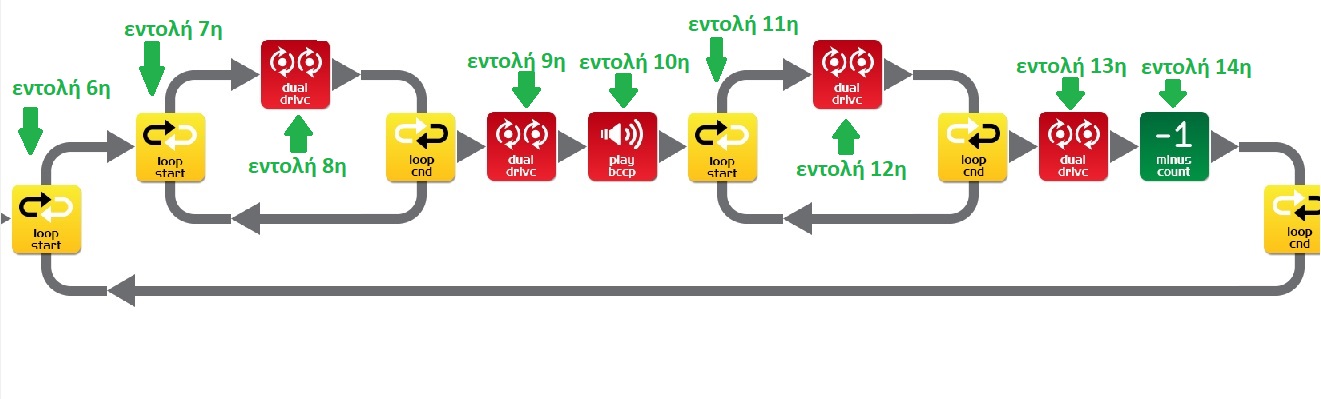 εντολή 6η
εντολή 7η
εντολή 8η
εντολή 9η
εντολή 10η
εντολή 11η
εντολή 12η
εντολή 13η
εντολή 14η
loop
start
loop
start
dual
drive
loop
end
dual
drive
play
beep
loop
start
dual
drive
loop
end
dual
drive
-1
minus
count
loop
end